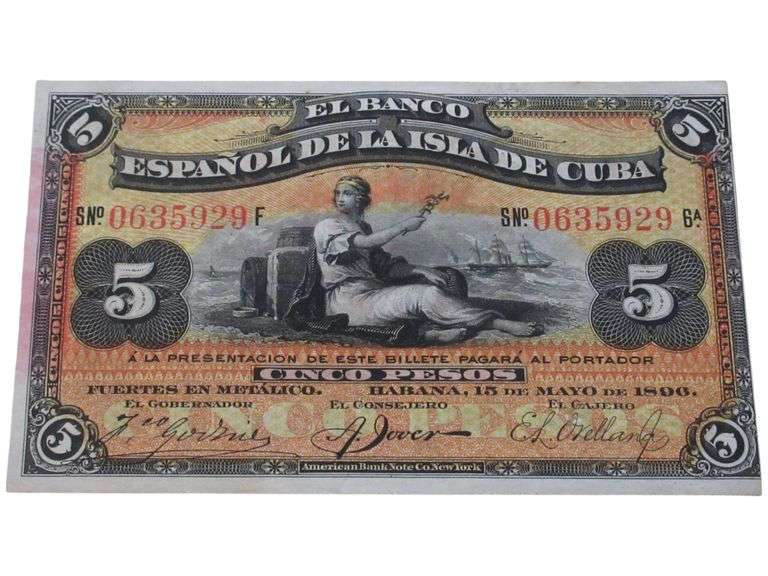 5 EL BANCO 5
ESPAÑOL DE LA ISLA DE CUBA
SNº 0635929 F SNº 0635929 6A.
5 5
Á LA PRESENTACION DE ESTE BILLETE PAGARÁ AL PORTADOR
CINCO PESOS
FUERTES EN METÁLICO. HABANA, 15 DE MAYO DE 1896.
EL GOBERNADOR EL CONSEJERO EL CAJERO
5 5
American Bank Note Co. New York